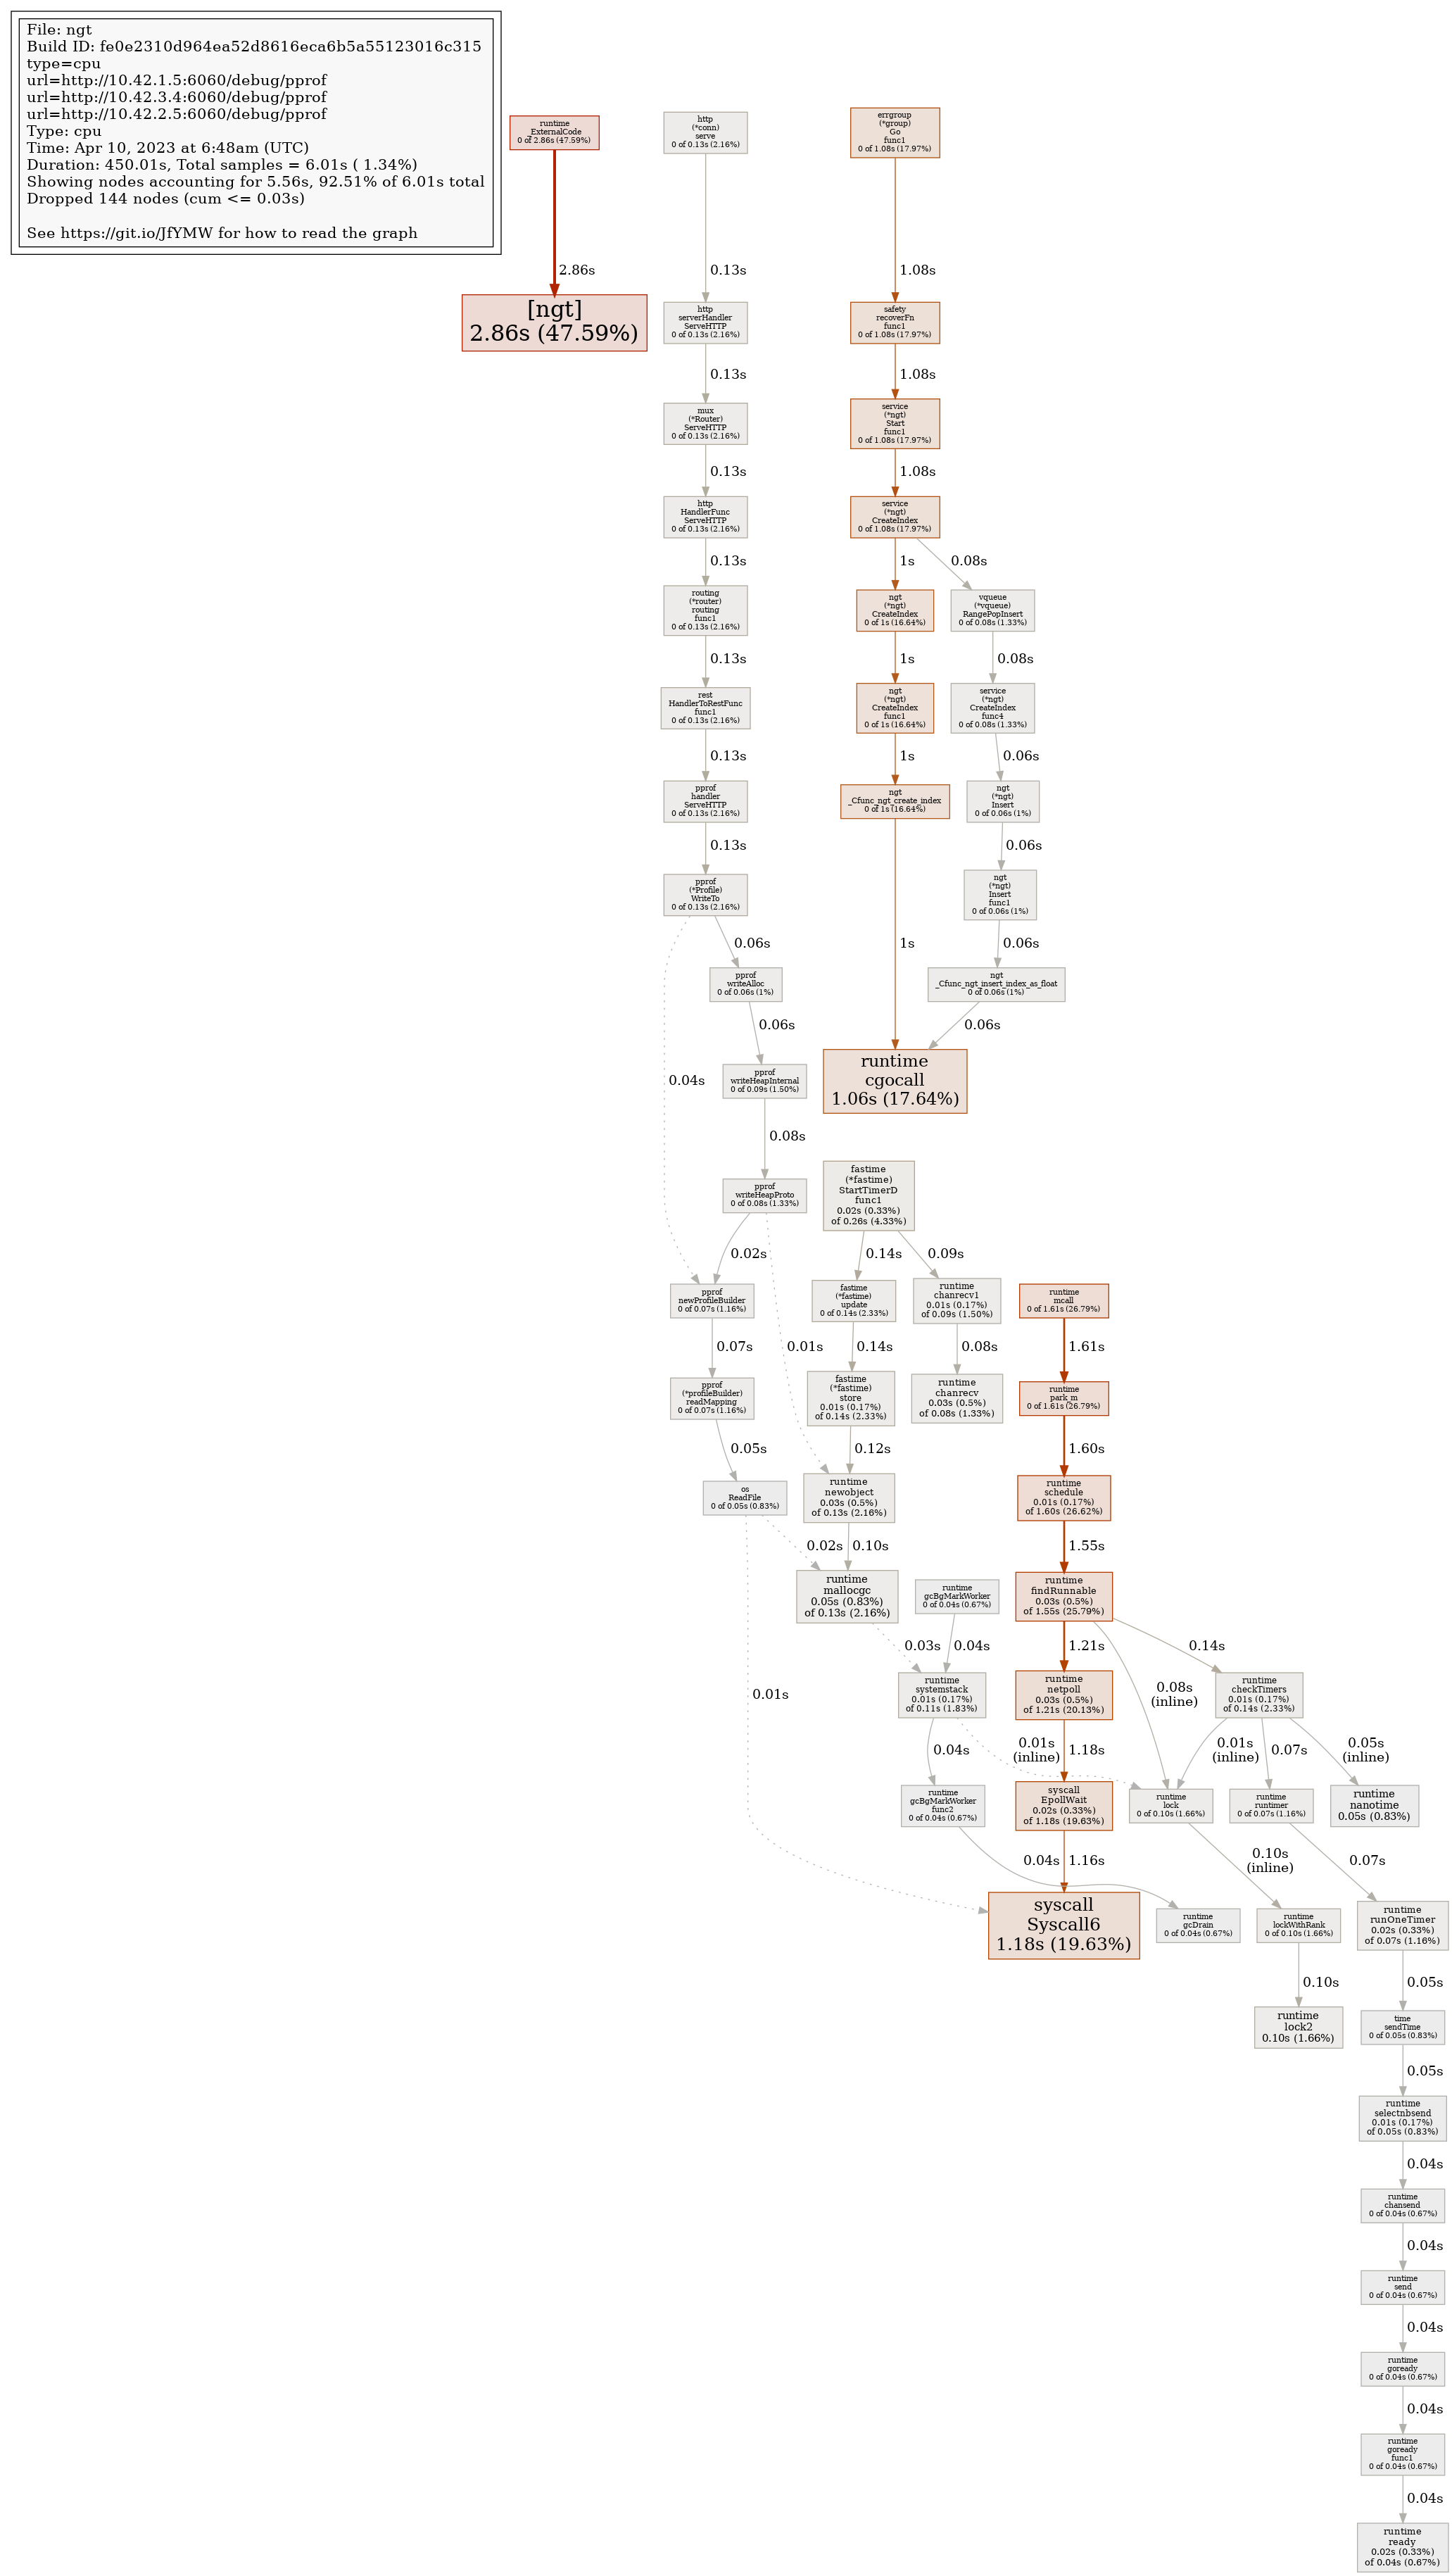 File: ngt
Build ID: fe0e2310d964ea52d8616eca6b5a55123016c315
type=cpu
url=http://10.42.1.5:6060/debug/pprof
url=http://10.42.3.4:6060/debug/pprof
url=http://10.42.2.5:6060/debug/pprof
Type: cpu
Time: Apr 10, 2023 at 6:48am (UTC)
Duration: 450.01s, Total samples = 6.01s ( 1.34%)
Showing nodes accounting for 5.56s, 92.51% of 6.01s total
Dropped 144 nodes (cum <= 0.03s)
See https://git.io/JfYMW for how to read the graph
runtime
_ExternalCode
0 of 2.86s (47.59%)
2.86s
[ngt]
2.86s (47.59%)
http
(*conn)
serve
0 of 0.13s (2.16%)
0.13s
http
serverHandler
ServeHTTP
0 of 0.13s (2.16%)
0.13s
mux
(*Router)
ServeHTTP
0 of 0.13s (2.16%)
0.13s
http
HandlerFunc
ServeHTTP
0 of 0.13s (2.16%)
0.13s
routing
(*router)
routing
func1
0 of 0.13s (2.16%)
0.13s
rest
HandlerToRestFunc
func1
0 of 0.13s (2.16%)
0.13s
pprof
handler
ServeHTTP
0 of 0.13s (2.16%)
0.13s
pprof
(*Profile)
WriteTo
0 of 0.13s (2.16%)
0.06s
pprof
writeAlloc
0 of 0.06s (1%)
0.06s
0.04s
pprof
writeHeapInternal
0 of 0.09s (1.50%)
0.08s
pprof
writeHeapProto
0 of 0.08s (1.33%)
0.02s
0.01s
pprof
newProfileBuilder
0 of 0.07s (1.16%)
0.07s
pprof
(*profileBuilder)
readMapping
0 of 0.07s (1.16%)
0.05s
os
ReadFile
0 of 0.05s (0.83%)
0.02s
0.01s
errgroup
(*group)
Go
func1
0 of 1.08s (17.97%)
1.08s
safety
recoverFn
func1
0 of 1.08s (17.97%)
1.08s
service
(*ngt)
Start
func1
0 of 1.08s (17.97%)
1.08s
service
(*ngt)
CreateIndex
0 of 1.08s (17.97%)
1s
0.08s
ngt
(*ngt)
CreateIndex
0 of 1s (16.64%)
1s
ngt
(*ngt)
CreateIndex
func1
0 of 1s (16.64%)
1s
ngt
_Cfunc_ngt_create_index
0 of 1s (16.64%)
1s
vqueue
(*vqueue)
RangePopInsert
0 of 0.08s (1.33%)
0.08s
service
(*ngt)
CreateIndex
func4
0 of 0.08s (1.33%)
0.06s
ngt
(*ngt)
Insert
0 of 0.06s (1%)
0.06s
ngt
(*ngt)
Insert
func1
0 of 0.06s (1%)
0.06s
ngt
_Cfunc_ngt_insert_index_as_float
0 of 0.06s (1%)
0.06s
runtime
cgocall
1.06s (17.64%)
fastime
(*fastime)
StartTimerD
func1
0.02s (0.33%)
of 0.26s (4.33%)
0.14s
0.09s
fastime
(*fastime)
update
0 of 0.14s (2.33%)
0.14s
runtime
chanrecv1
0.01s (0.17%)
of 0.09s (1.50%)
0.08s
fastime
(*fastime)
store
0.01s (0.17%)
of 0.14s (2.33%)
0.12s
runtime
chanrecv
0.03s (0.5%)
of 0.08s (1.33%)
runtime
newobject
0.03s (0.5%)
of 0.13s (2.16%)
0.10s
runtime
mallocgc
0.05s (0.83%)
of 0.13s (2.16%)
0.03s
runtime
gcBgMarkWorker
0 of 0.04s (0.67%)
0.04s
runtime
systemstack
0.01s (0.17%)
of 0.11s (1.83%)
0.04s
0.01s
(inline)
runtime
gcBgMarkWorker
func2
0 of 0.04s (0.67%)
0.04s
runtime
mcall
0 of 1.61s (26.79%)
1.61s
runtime
park_m
0 of 1.61s (26.79%)
1.60s
runtime
schedule
0.01s (0.17%)
of 1.60s (26.62%)
1.55s
runtime
findRunnable
0.03s (0.5%)
of 1.55s (25.79%)
1.21s
0.08s
(inline)
0.14s
runtime
netpoll
0.03s (0.5%)
of 1.21s (20.13%)
1.18s
syscall
EpollWait
0.02s (0.33%)
of 1.18s (19.63%)
1.16s
syscall
Syscall6
1.18s (19.63%)
runtime
checkTimers
0.01s (0.17%)
of 0.14s (2.33%)
0.01s
(inline)
0.07s
0.05s
(inline)
runtime
lock
0 of 0.10s (1.66%)
0.10s
(inline)
runtime
runtimer
0 of 0.07s (1.16%)
0.07s
runtime
nanotime
0.05s (0.83%)
runtime
gcDrain
0 of 0.04s (0.67%)
runtime
lockWithRank
0 of 0.10s (1.66%)
0.10s
runtime
lock2
0.10s (1.66%)
runtime
runOneTimer
0.02s (0.33%)
of 0.07s (1.16%)
0.05s
time
sendTime
0 of 0.05s (0.83%)
0.05s
runtime
selectnbsend
0.01s (0.17%)
of 0.05s (0.83%)
0.04s
runtime
chansend
0 of 0.04s (0.67%)
0.04s
runtime
send
0 of 0.04s (0.67%)
0.04s
runtime
goready
0 of 0.04s (0.67%)
0.04s
runtime
goready
func1
0 of 0.04s (0.67%)
0.04s
runtime
ready
0.02s (0.33%)
of 0.04s (0.67%)